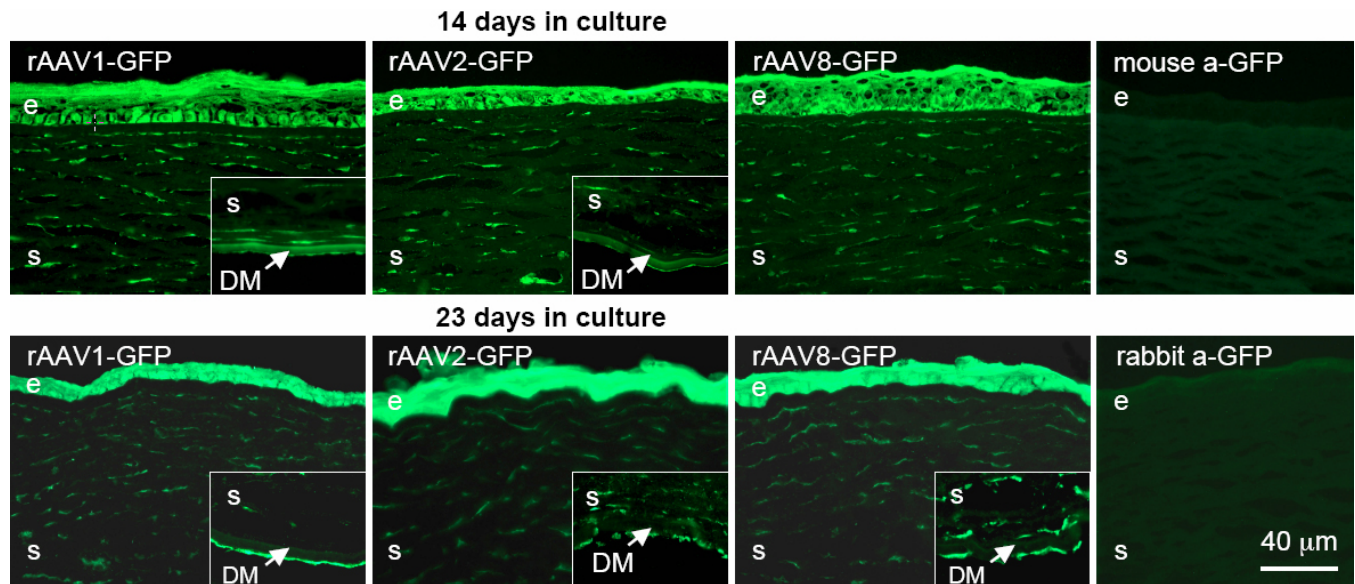 14 days in culture
rAAV1-GFP
e
s
s
DM
rAAV2-GFP
e
s
s
DM
rAAV8-GFP
e
s
mouse a-GFP
e
s
23 days in culture
rAAV1-GFP
e
s
s
DM
rAAV2-GFP
e
s
s
DM
rAAV8-GFP
e
s
s
DM
rabbit a-GFP
e
s
40 μm